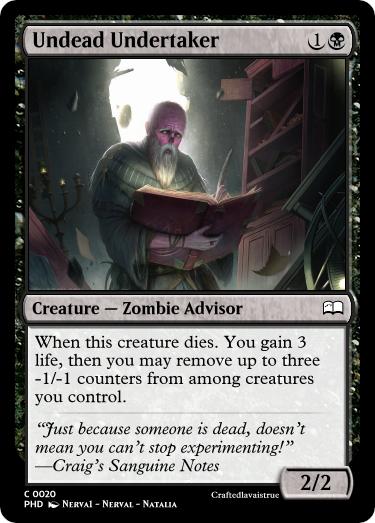 Undead Undertaker 1
Creature — Zombie Advisor
When this creature dies. You gain 3
life, then you may remove up to three
-1/-1 counters from among creatures
you control.
“Just because someone is dead, doesn’t
mean you can’t stop experimenting!”
—Craig’s Sanguine Notes
2/2
C 0020
PHD Nerval - Nerval - Natalia
Craftedlavaistrue